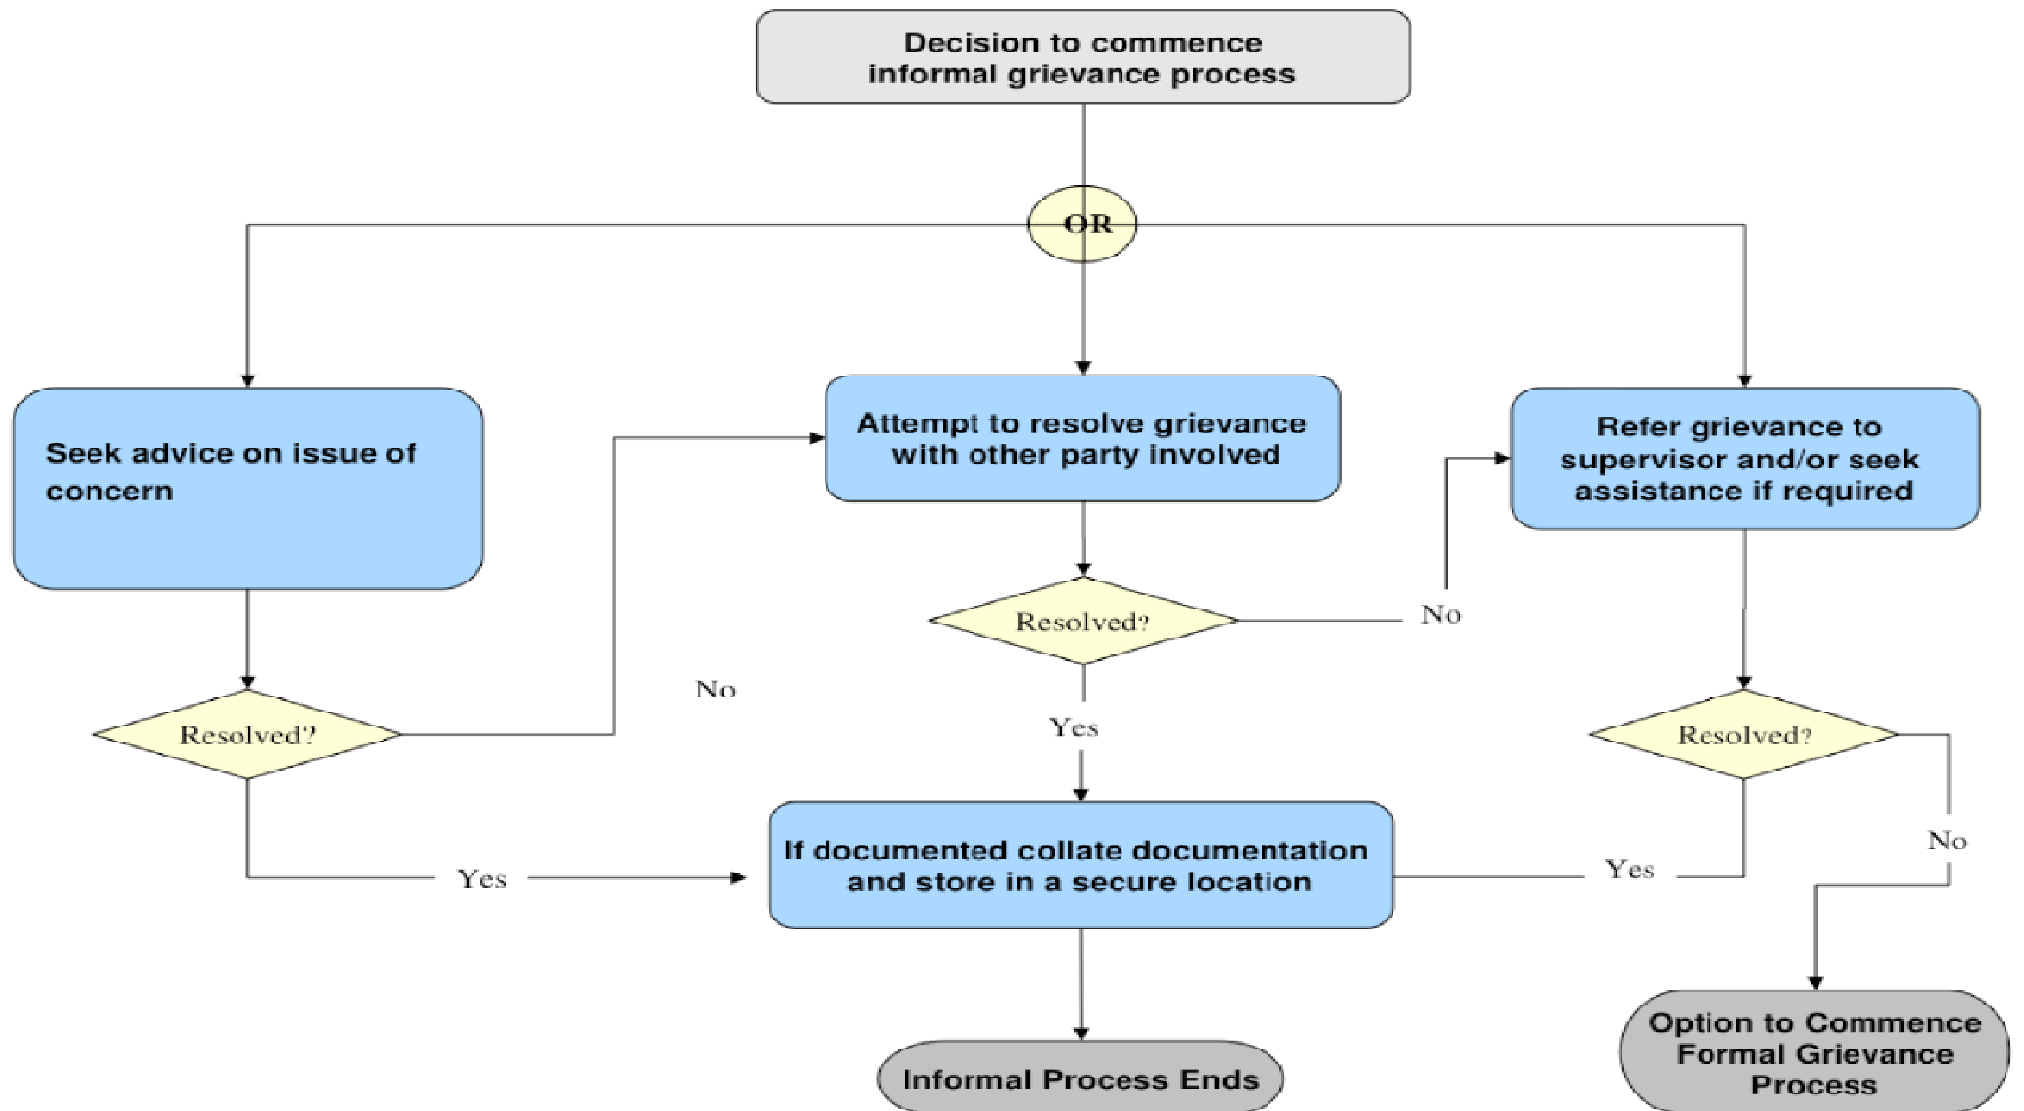 Decision to commence
informal grievance process
OR
Seek advice on issue of
concern
Attempt to resolve grievance
with other party involved
Refer grievance to
supervisor and/or seek
assistance if required
Resolved?
No
Resolved?
No
Yes
Resolved?
No
Yes
If documented collate documentation
and store in a secure location
Yes
Informal Process Ends
Option to Commence
Formal Grievance
Process